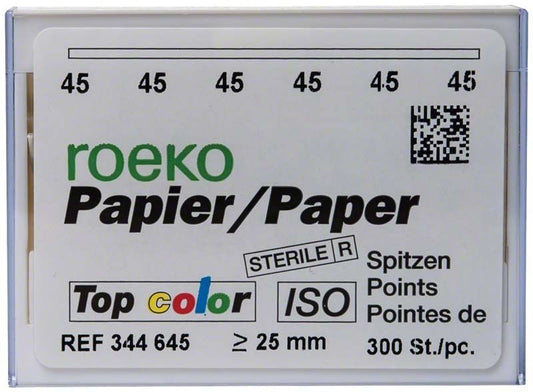 45 45 45 45 45 45
roeko
Papier/Paper
STERILE R
Spitzen
Top color ISO Points
Pointes de
REF 344 645 ≥ 25 mm 300 St./pc.